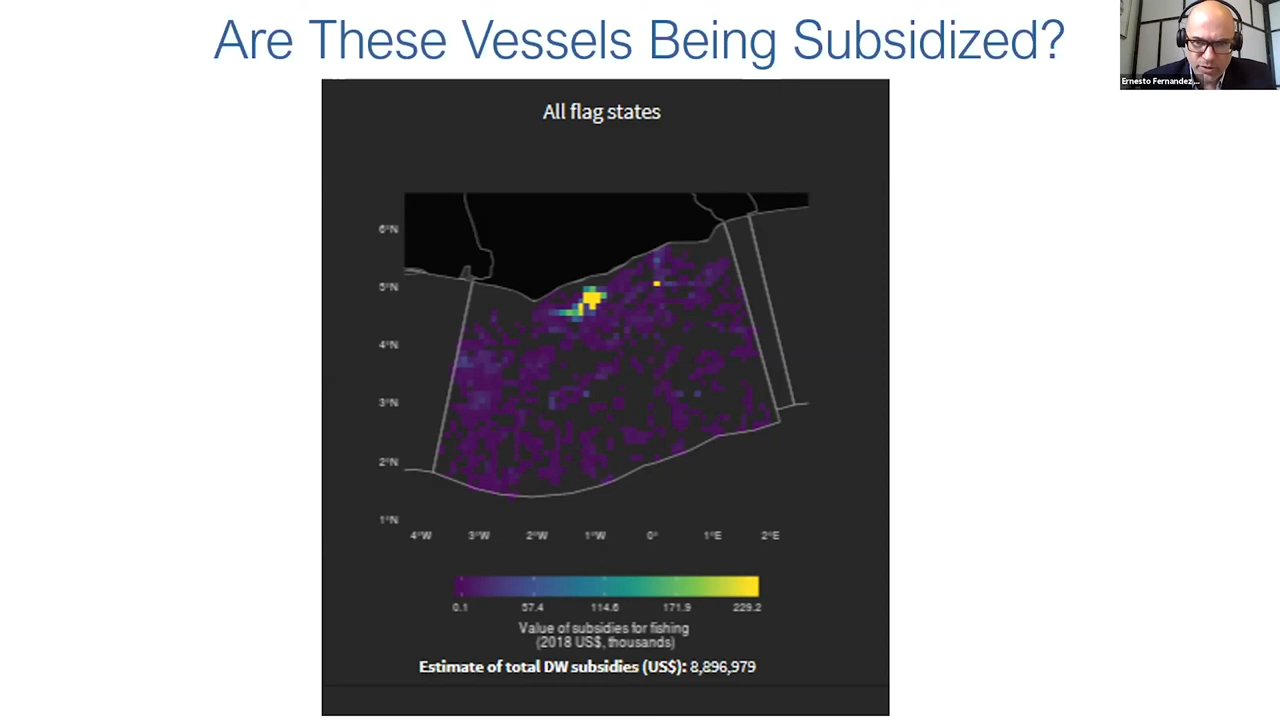 Are These Vessels Being Subsidized?
Ernesto Fernandez...
All flag states
6°N
5°N
4°N
3°N
2°N
1°N
4°W 3°W 2°W 1°W 0° 1°E 2°E
0.1 57.4 114.6 171.9 229.2
Value of subsidies for fishing
(2018 US$, thousands)
Estimate of total DW subsidies (US$): 8,896,979